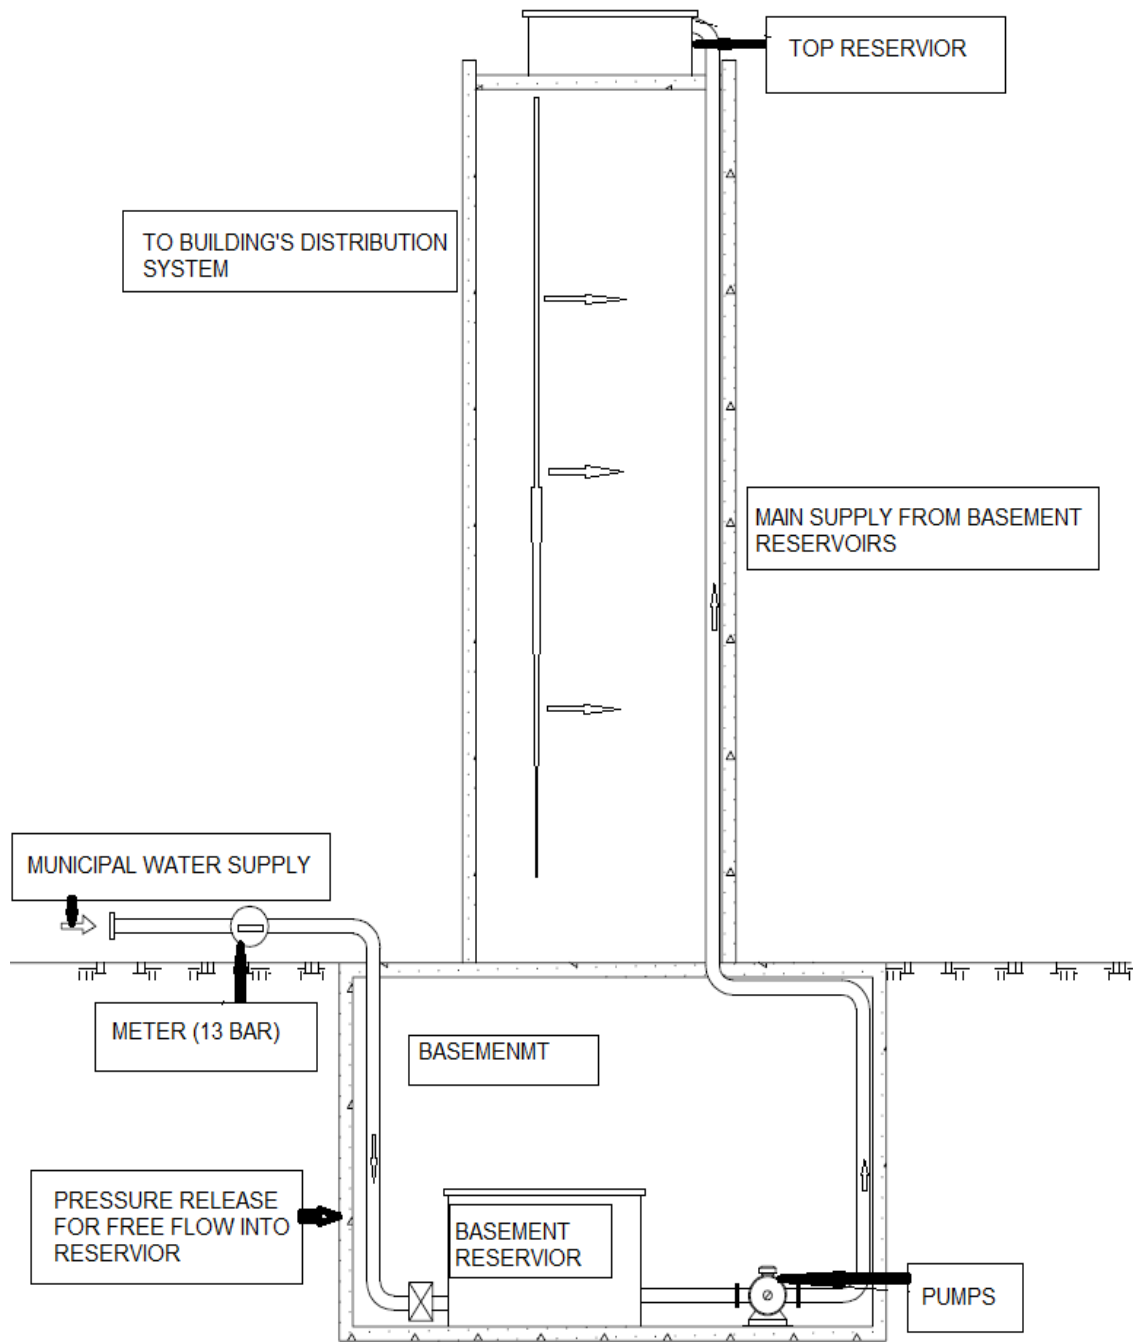 TOP RESERVIOR
TO BUILDING'S DISTRIBUTION
SYSTEM
MAIN SUPPLY FROM BASEMENT
RESERVOIRS
MUNICIPAL WATER SUPPLY
METER (13 BAR)
BASEMENMT
PRESSURE RELEASE
FOR FREE FLOW INTO
RESERVIOR
BASEMENT
RESERVIOR
PUMPS